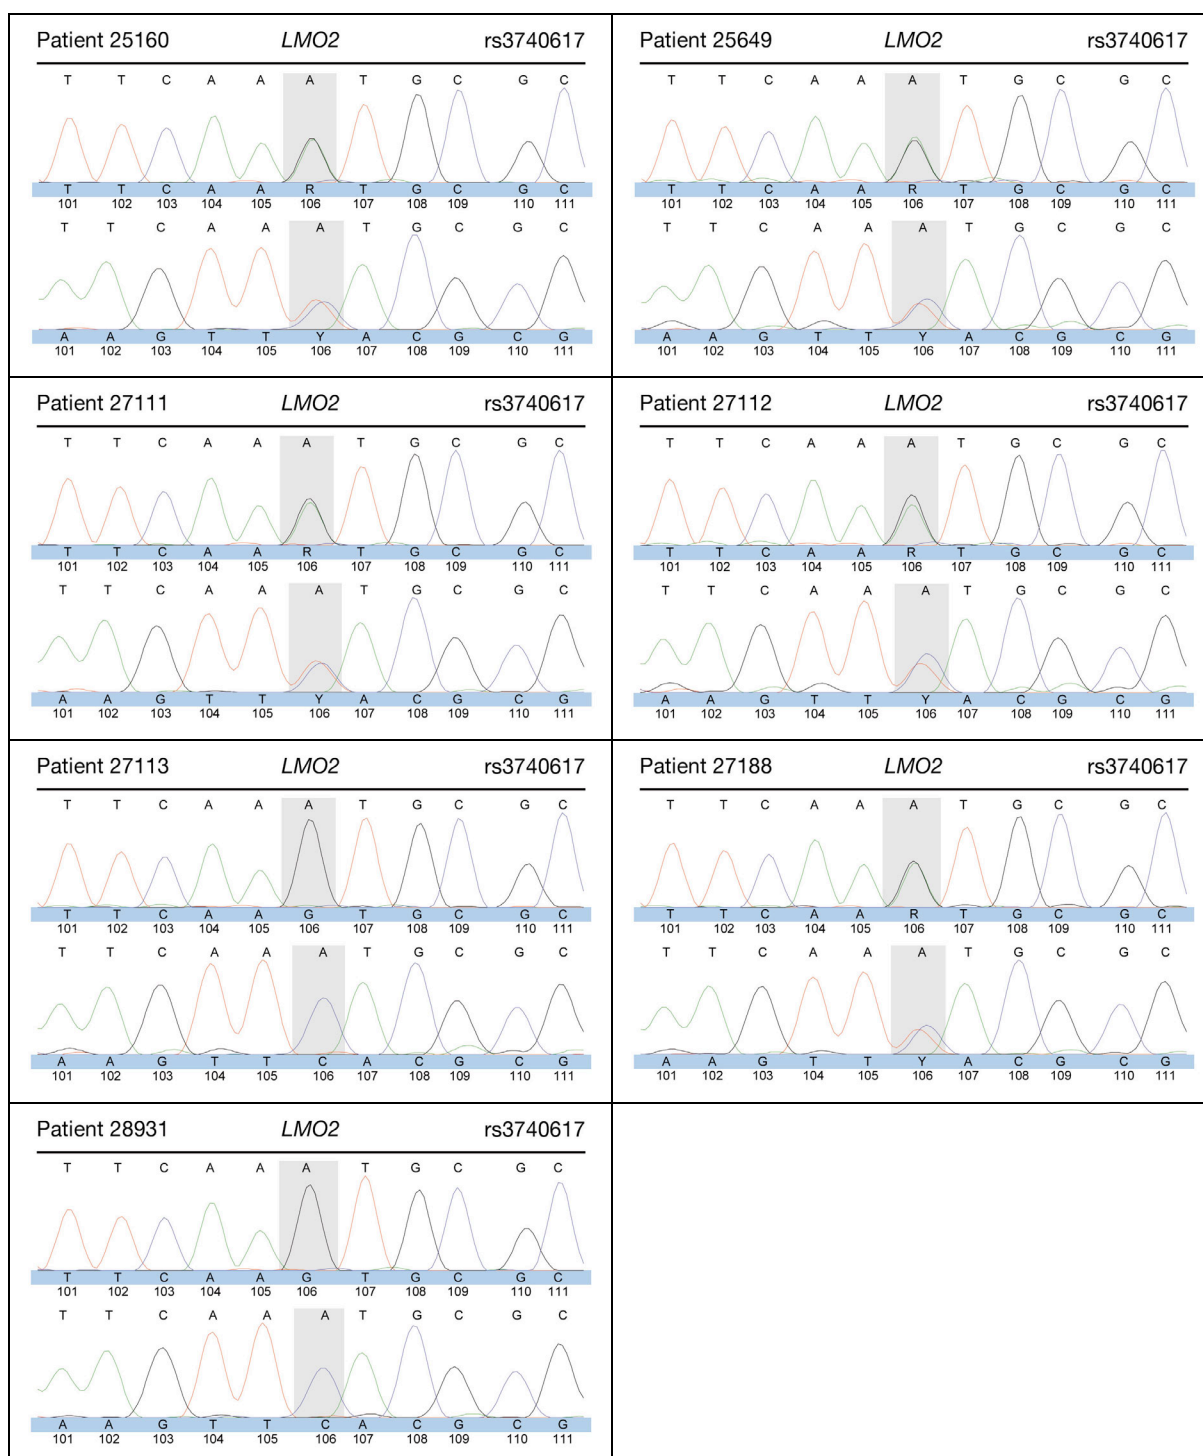 Patient 25160 LMO2 rs3740617
T T C A A A T G C G C
T T C A A R T G C G C
101 102 103 104 105 106 107 108 109 110 111
T T C A A A T G C G C
A A G T T Y A C G C G
101 102 103 104 105 106 107 108 109 110 111
Patient 25649 LMO2 rs3740617
T T C A A A T G C G C
T T C A A R T G C G C
101 102 103 104 105 106 107 108 109 110 111
T T C A A A T G C G C
A A G T T Y A C G C G
101 102 103 104 105 106 107 108 109 110 111
Patient 27111 LMO2 rs3740617
T T C A A A T G C G C
T T C A A R T G C G C
101 102 103 104 105 106 107 108 109 110 111
T T C A A A T G C G C
A A G T T Y A C G C G
101 102 103 104 105 106 107 108 109 110 111
Patient 27112 LMO2 rs3740617
T T C A A A T G C G C
T T C A A R T G C G C
101 102 103 104 105 106 107 108 109 110 111
T T C A A A T G C G C
A A G T T Y A C G C G
101 102 103 104 105 106 107 108 109 110 111
Patient 27113 LMO2 rs3740617
T T C A A A T G C G C
T T C A A G T G C G C
101 102 103 104 105 106 107 108 109 110 111
T T C A A A T G C G C
A A G T T C A C G C G
101 102 103 104 105 106 107 108 109 110 111
Patient 27188 LMO2 rs3740617
T T C A A A T G C G C
T T C A A R T G C G C
101 102 103 104 105 106 107 108 109 110 111
T T C A A A T G C G C
A A G T T Y A C G C G
101 102 103 104 105 106 107 108 109 110 111
Patient 28931 LMO2 rs3740617
T T C A A A T G C G C
T T C A A G T G C G C
101 102 103 104 105 106 107 108 109 110 111
T T C A A A T G C G C
A A G T T C A C G C G
101 102 103 104 105 106 107 108 109 110 111